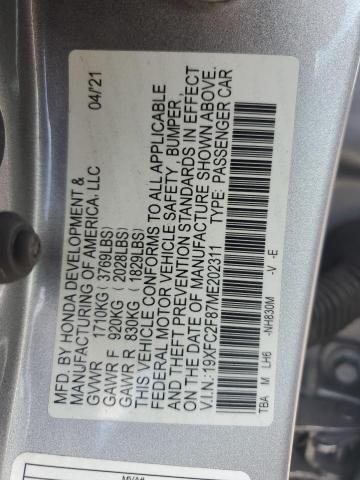 MFD. BY HONDA DEVELOPMENT &
MANUFACTURING OF AMERICA, LLC 04/21
GVWR 1710KG ( 3769LBS)
GAWR F 920KG ( 2028LBS)
GAWR R 830KG ( 1829LBS)
THIS VEHICLE CONFORMS TO ALL APPLICABLE
FEDERAL MOTOR VEHICLE SAFETY , BUMPER ,
AND THEFT PREVENTION STANDARDS IN EFFECT
ON THE DATE OF MANUFACTURE SHOWN ABOVE.
V.I.N.: 19XFC2F87ME202311 TYPE: PASSENGER CAR
TBA M LH6 -NH830M -V -E
MVA#